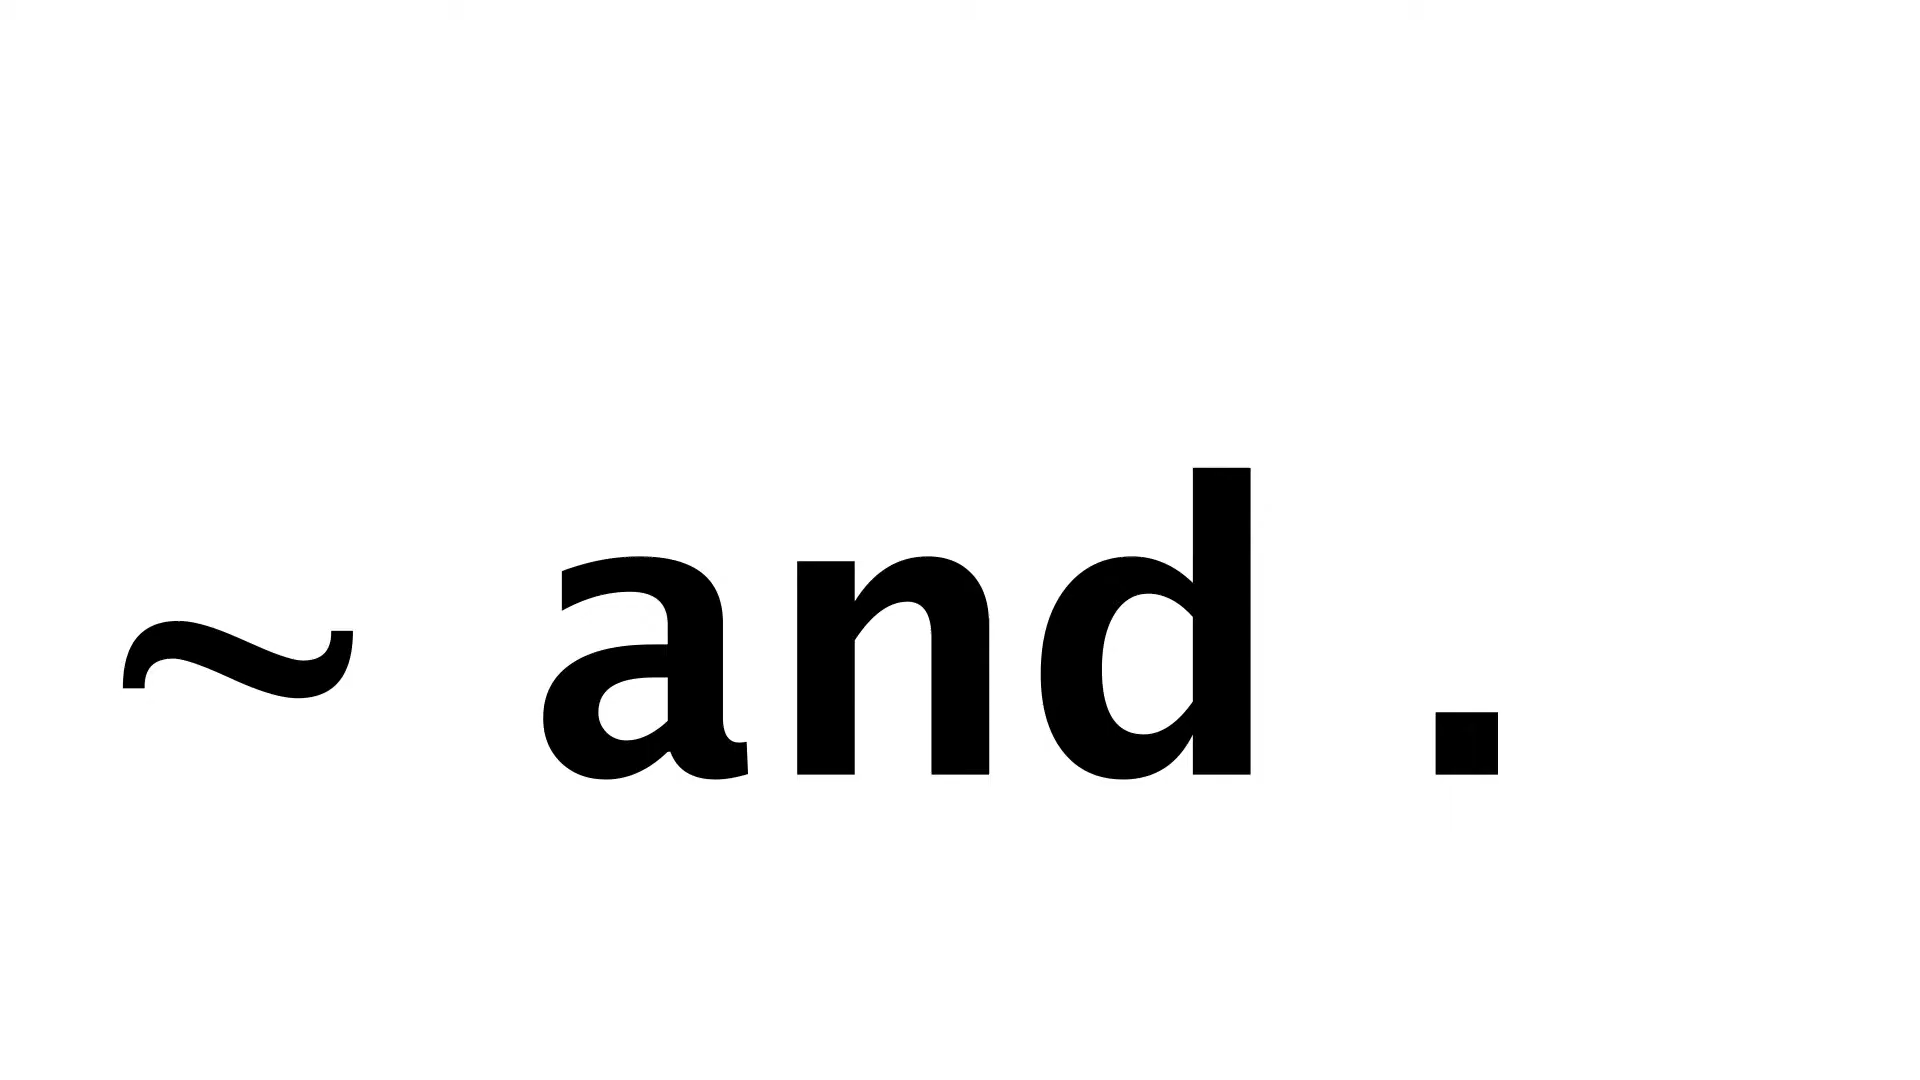 ~ and .